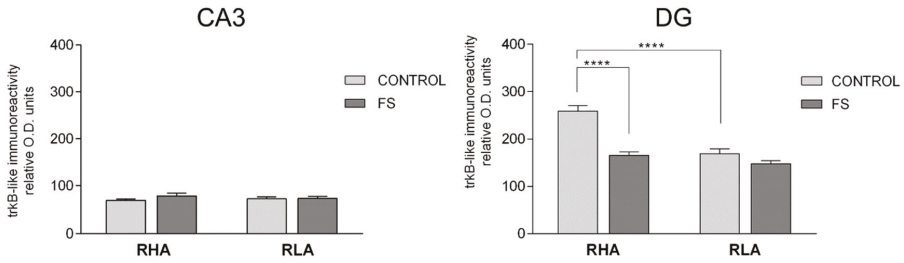 CA3
trkB-like immunoreactivity
relative O.D. units
400
300
200
100
0
RHA
RLA
CONTROL
FS
DG
trkB-like immunoreactivity
relative O.D. units
400
300
200
100
0
****
****
RHA
RLA
CONTROL
FS